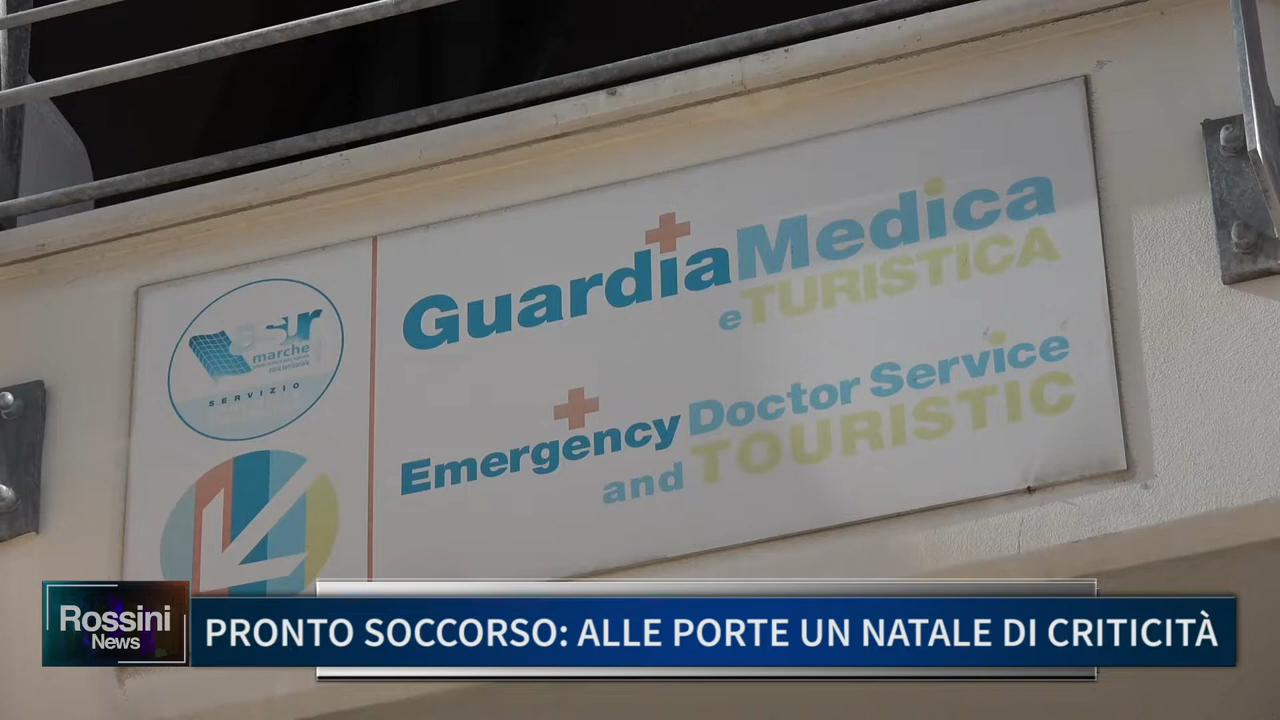 GuardiaMedica
e TURISTICA
asur
marche
SERVIZIO
Emergency Doctor Service
and TOURISTIC
Rossini
News
PRONTO SOCCORSO: ALLE PORTE UN NATALE DI CRITICITÀ